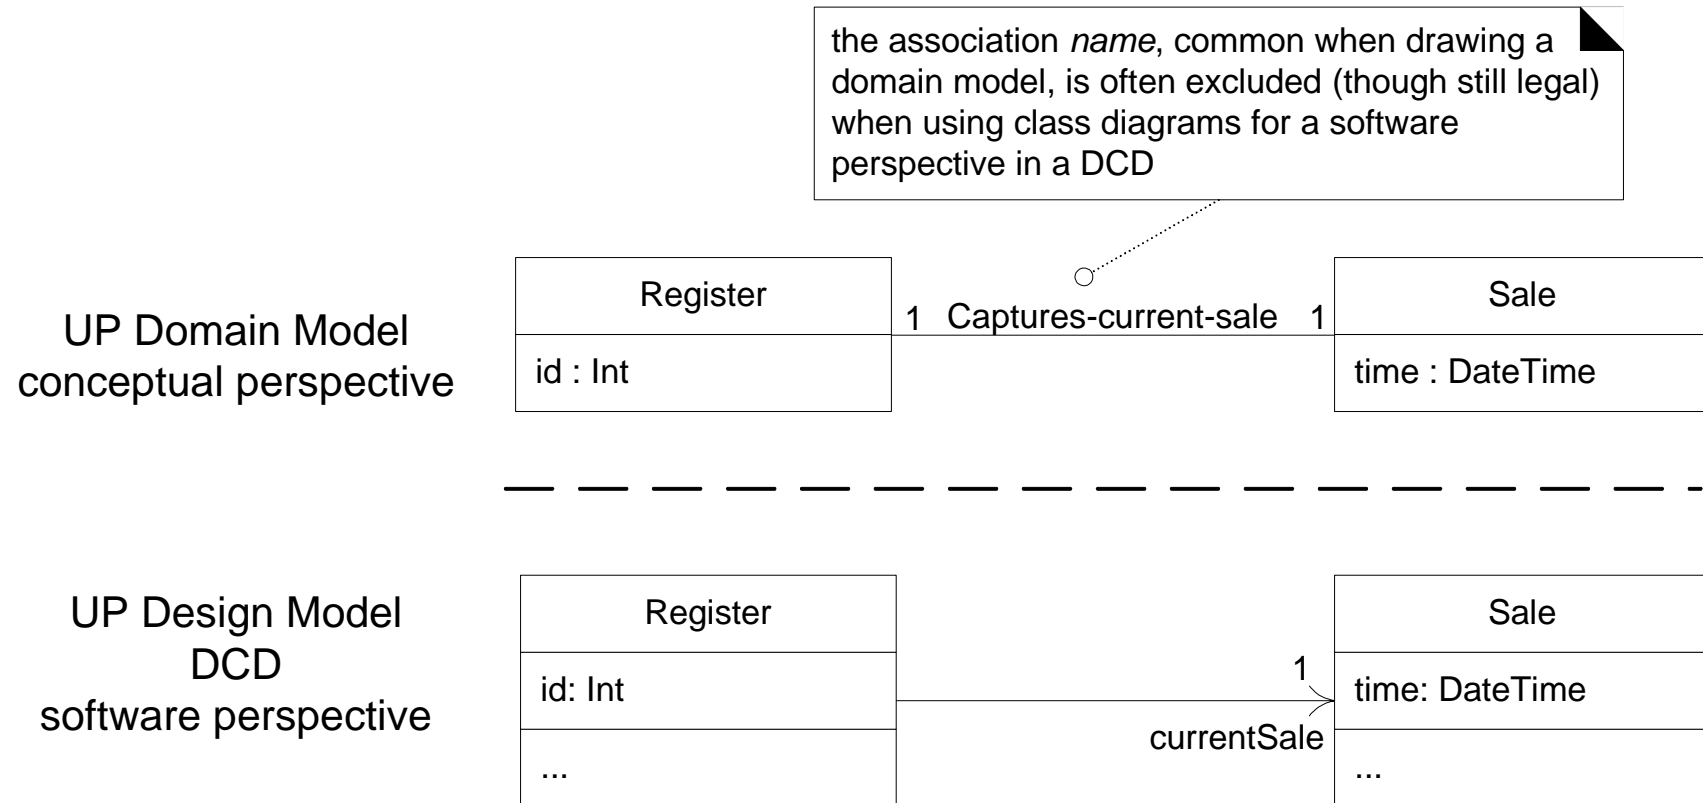 the association name, common when drawing a
domain model, is often excluded (though still legal)
when using class diagrams for a software
perspective in a DCD
UP Domain Model
conceptual perspective
Register
id : Int
1 Captures-current-sale 1
Sale
time : DateTime
UP Design Model
DCD
software perspective
Register
id: Int
...
1
currentSale
Sale
time: DateTime
...